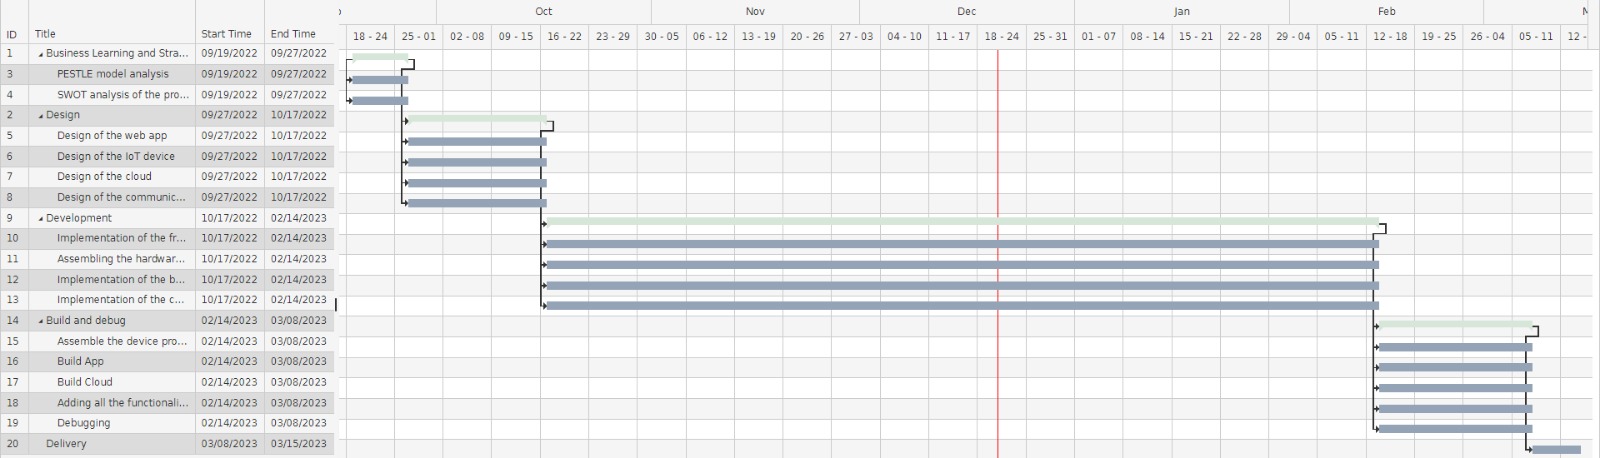 Oct Nov Dec Jan Feb
ID Title Start Time End Time 18 - 24 25 - 01 02 - 08 09 - 15 16 - 22 23 - 29 30 - 05 06 - 12 13 - 19 20 - 26 27 - 03 04 - 10 11 - 17 18 - 24 25 - 31 01 - 07 08 - 14 15 - 21 22 - 28 29 - 04 05 - 11 12 - 18 19 - 25 26 - 04 05 - 11 12 -
1 Business Learning and Stra... 09/19/2022 09/27/2022
3 PESTLE model analysis 09/19/2022 09/27/2022
4 SWOT analysis of the pro... 09/19/2022 09/27/2022
2 Design 09/27/2022 10/17/2022
5 Design of the web app 09/27/2022 10/17/2022
6 Design of the IoT device 09/27/2022 10/17/2022
7 Design of the cloud 09/27/2022 10/17/2022
8 Design of the communic... 09/27/2022 10/17/2022
9 Development 10/17/2022 02/14/2023
10 Implementation of the fr... 10/17/2022 02/14/2023
11 Assembling the hardwar... 10/17/2022 02/14/2023
12 Implementation of the b... 10/17/2022 02/14/2023
13 Implementation of the c... 10/17/2022 02/14/2023
14 Build and debug 02/14/2023 03/08/2023
15 Assemble the device pro... 02/14/2023 03/08/2023
16 Build App 02/14/2023 03/08/2023
17 Build Cloud 02/14/2023 03/08/2023
18 Adding all the functionali... 02/14/2023 03/08/2023
19 Debugging 02/14/2023 03/08/2023
20 Delivery 03/08/2023 03/15/2023